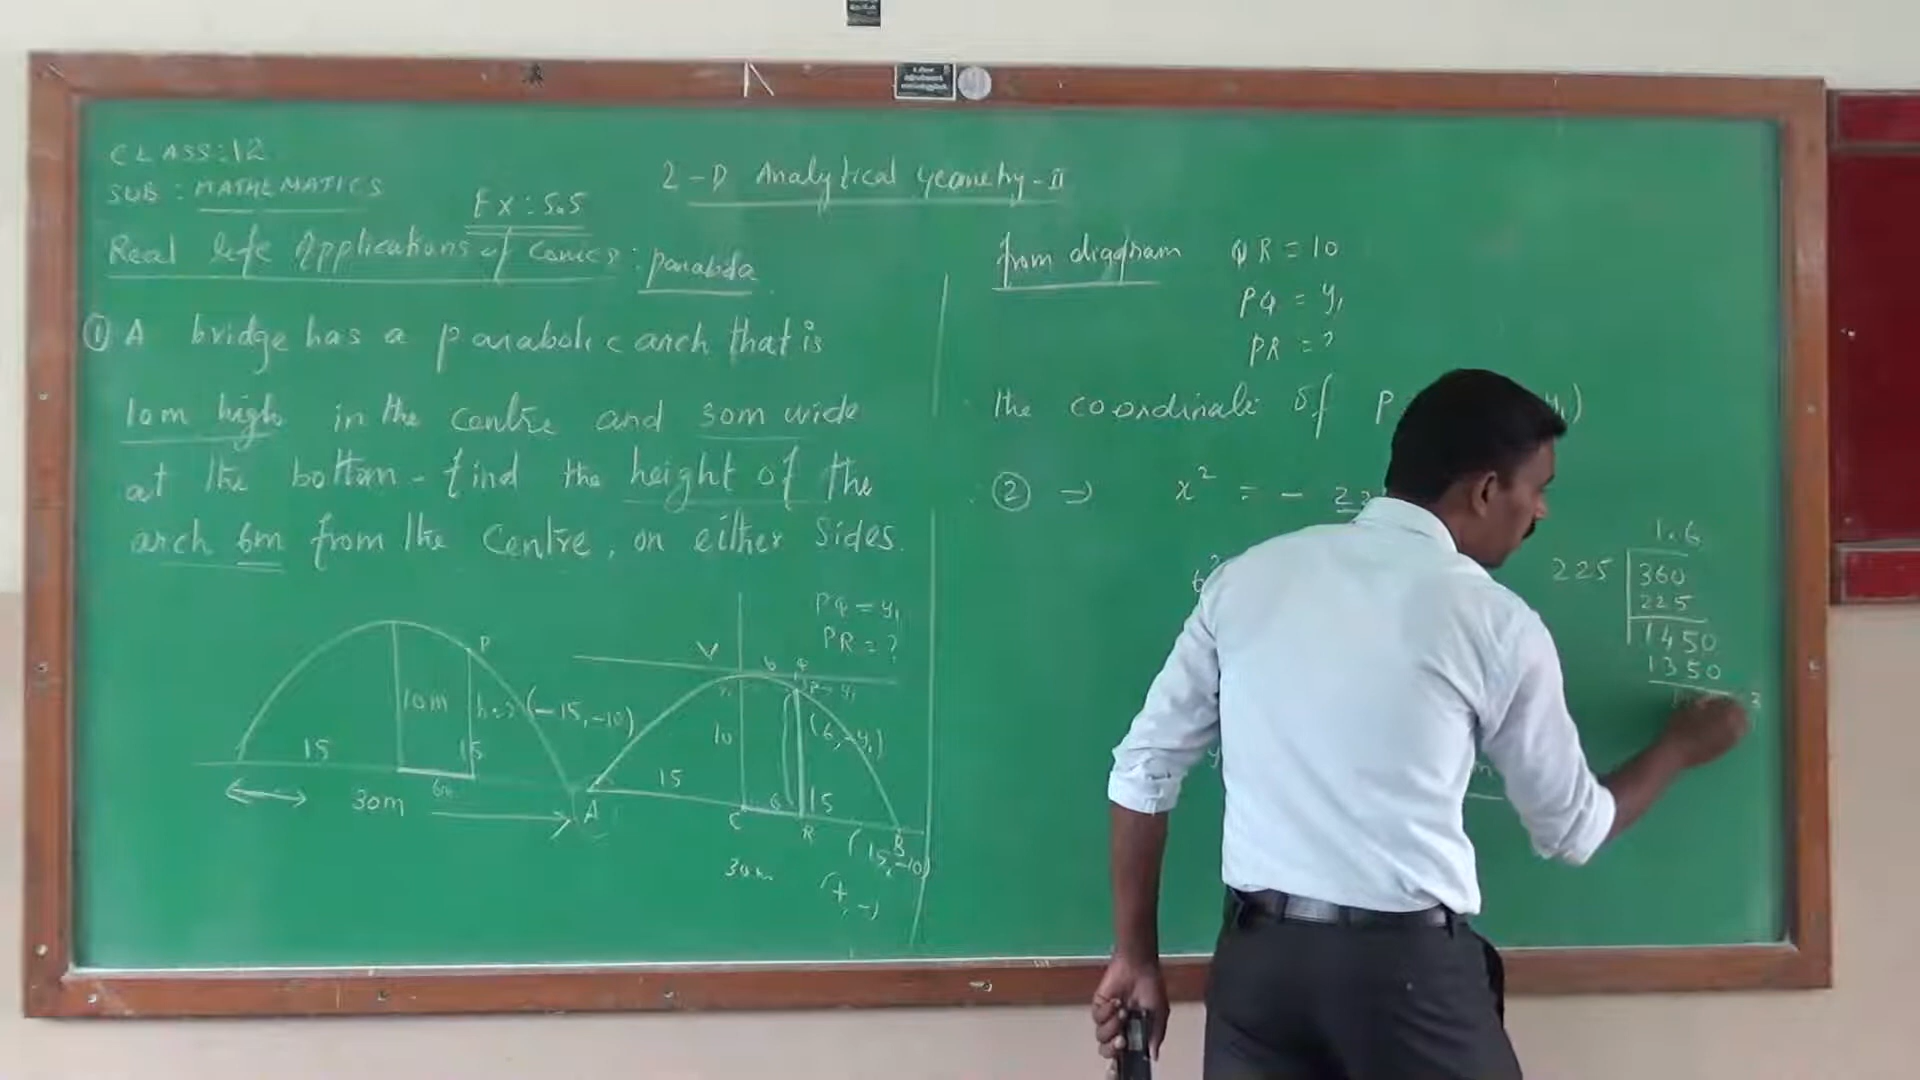 CLASS: 12
SUB : MATHEMATICS
Ex: 5.5
2-D Analytical Geometry-II
Real life Applications of Conics : parabola
① A bridge has a parabolic arch that is
10m high in the centre and 30m wide
at the bottom - find the height of the
arch 6m from the centre, on either Sides.
P
10m
h=?
15
15
6m
30m
PQ = y₁
PR = ?
V
6
Q
(-15,-10)
10
(6,-y₁)
15
6
15
A
C
R
B
(15,-10)
30m
(+,-)
from diagram QR = 10
PQ = y₁
PR = ?
the coordinate of P
② ⇒ x² = -
6²
1.6
225
360
225
1350
1350